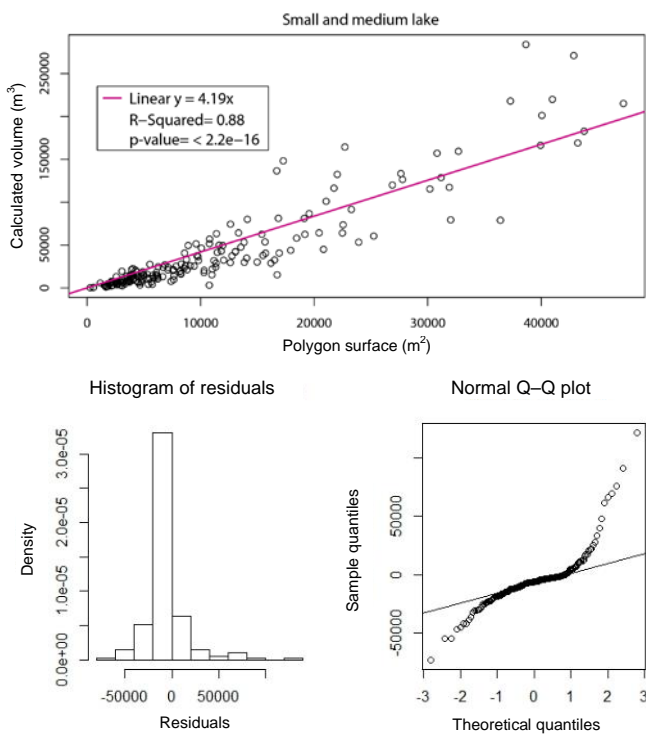 Small and medium lake
Calculated volume (m³)
250000
150000
50000
0
Linear y = 4.19x
R−Squared= 0.88
p-value= < 2.2e−16
0
10000
20000
30000
40000
Polygon surface (m²)
Histogram of residuals
Density
3.0e-05
2.0e-05
1.0e-05
0.0e+00
-50000
0
50000
Residuals
Normal Q–Q plot
Sample quantiles
50000
0
-50000
-3
-2
-1
0
1
2
3
Theoretical quantiles